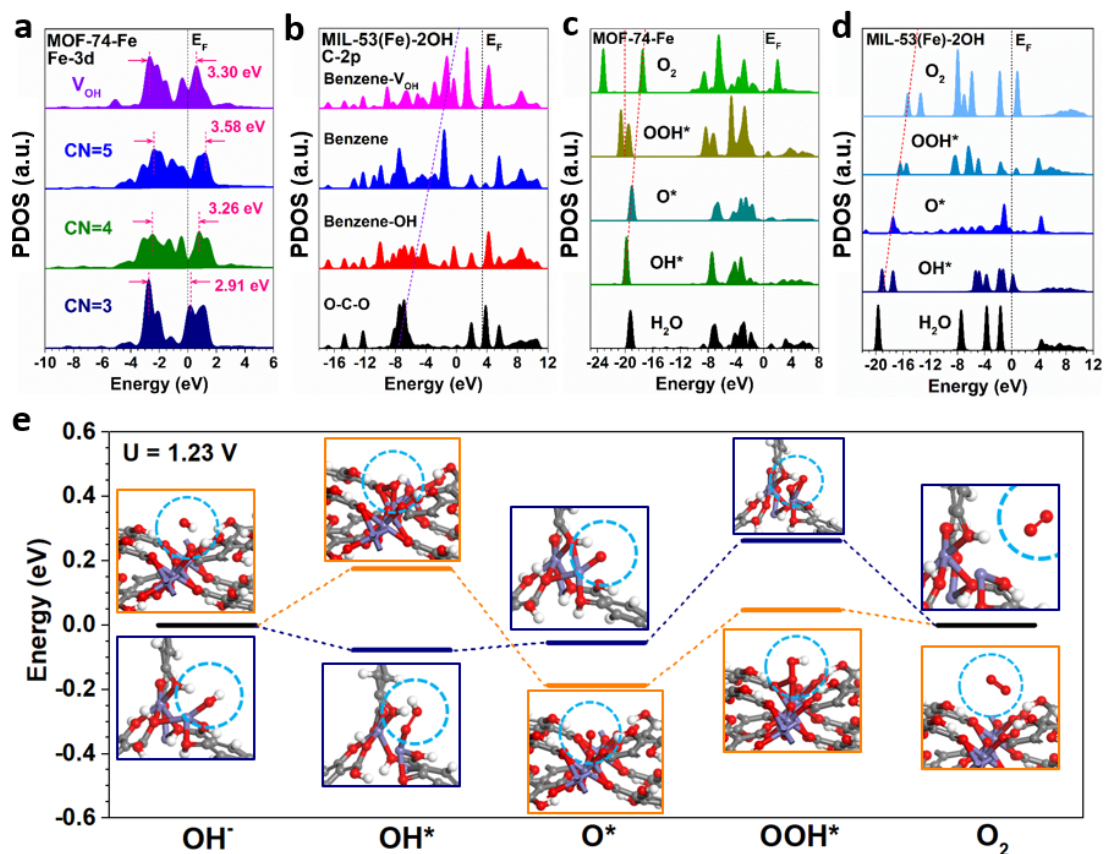 a
MOF-74-Fe
Fe-3d
E_F
V_OH
3.30 eV
3.58 eV
CN=5
3.26 eV
CN=4
2.91 eV
CN=3
PDOS (a.u.)
-10 -8 -6 -4 -2 0 2 4 6
Energy (eV)
b
MIL-53(Fe)-2OH
C-2p
E_F
Benzene-V_OH
Benzene
Benzene-OH
O-C-O
PDOS (a.u.)
-20 -16 -12 -8 -4 0 4 8 12
Energy (eV)
c
MOF-74-Fe
E_F
O₂
OOH*
O*
OH*
H₂O
PDOS (a.u.)
-24 -20 -16 -12 -8 -4 0 4 8
Energy (eV)
d
MIL-53(Fe)-2OH
E_F
O₂
OOH*
O*
OH*
H₂O
PDOS (a.u.)
-20 -16 -12 -8 -4 0 4 8 12
Energy (eV)
e
U = 1.23 V
Energy (eV)
0.6
0.4
0.2
0.0
-0.2
-0.4
-0.6
OH⁻ OH* O* OOH* O₂